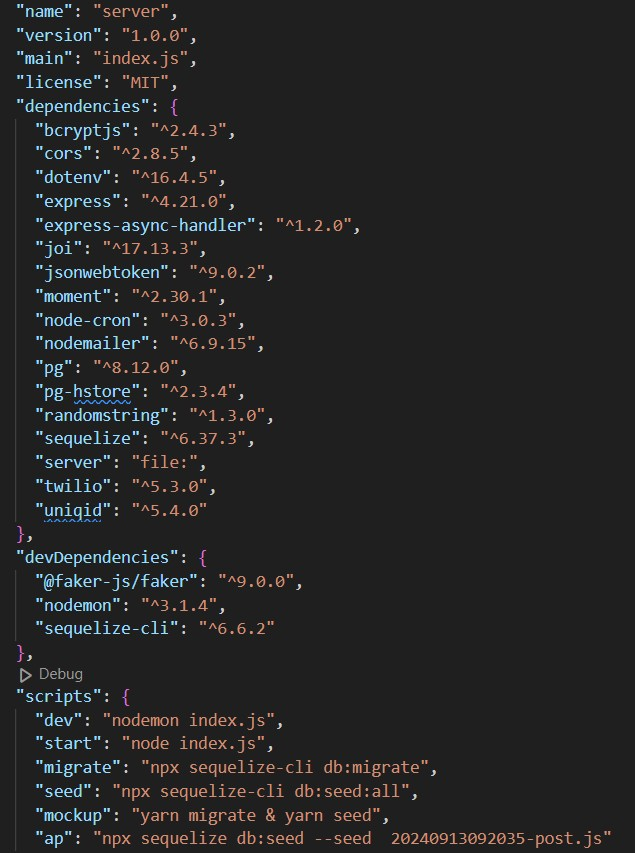 "name": "server",
"version": "1.0.0",
"main": "index.js",
"license": "MIT",
"dependencies": {
"bcryptjs": "^2.4.3",
"cors": "^2.8.5",
"dotenv": "^16.4.5",
"express": "^4.21.0",
"express-async-handler": "^1.2.0",
"joi": "^17.13.3",
"jsonwebtoken": "^9.0.2",
"moment": "^2.30.1",
"node-cron": "^3.0.3",
"nodemailer": "^6.9.15",
"pg": "^8.12.0",
"pg-hstore": "^2.3.4",
"randomstring": "^1.3.0",
"sequelize": "^6.37.3",
"server": "file:",
"twilio": "^5.3.0",
"uniqid": "^5.4.0"
},
"devDependencies": {
"@faker-js/faker": "^9.0.0",
"nodemon": "^3.1.4",
"sequelize-cli": "^6.6.2"
},
Debug
"scripts": {
"dev": "nodemon index.js",
"start": "node index.js",
"migrate": "npx sequelize-cli db:migrate",
"seed": "npx sequelize-cli db:seed:all",
"mockup": "yarn migrate & yarn seed",
"ap": "npx sequelize db:seed --seed  20240913092035-post.js"